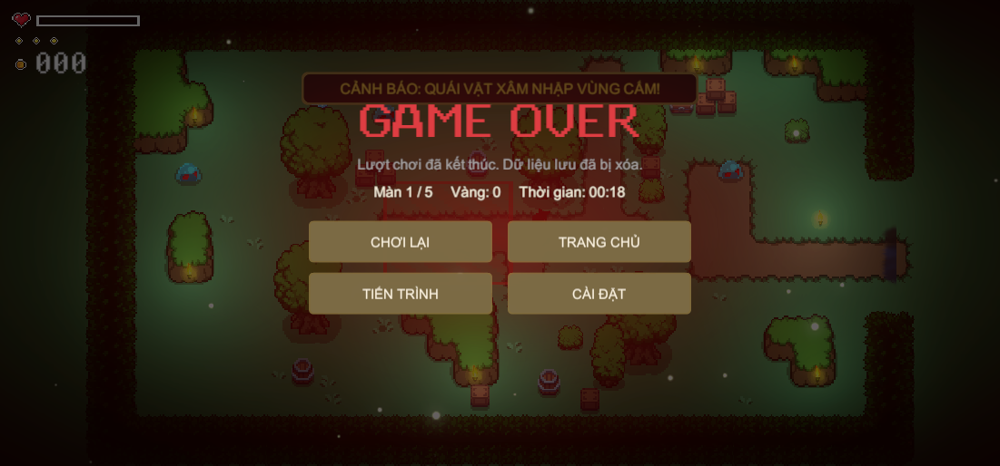 000
CẢNH BÁO: QUÁI VẬT XÂM NHẬP VÙNG CẤM!
GAME OVER
Lượt chơi đã kết thúc. Dữ liệu lưu đã bị xóa.
Màn 1 / 5 Vàng: 0 Thời gian: 00:18
CHƠI LẠI TRANG CHỦ
TIẾN TRÌNH CÀI ĐẶT